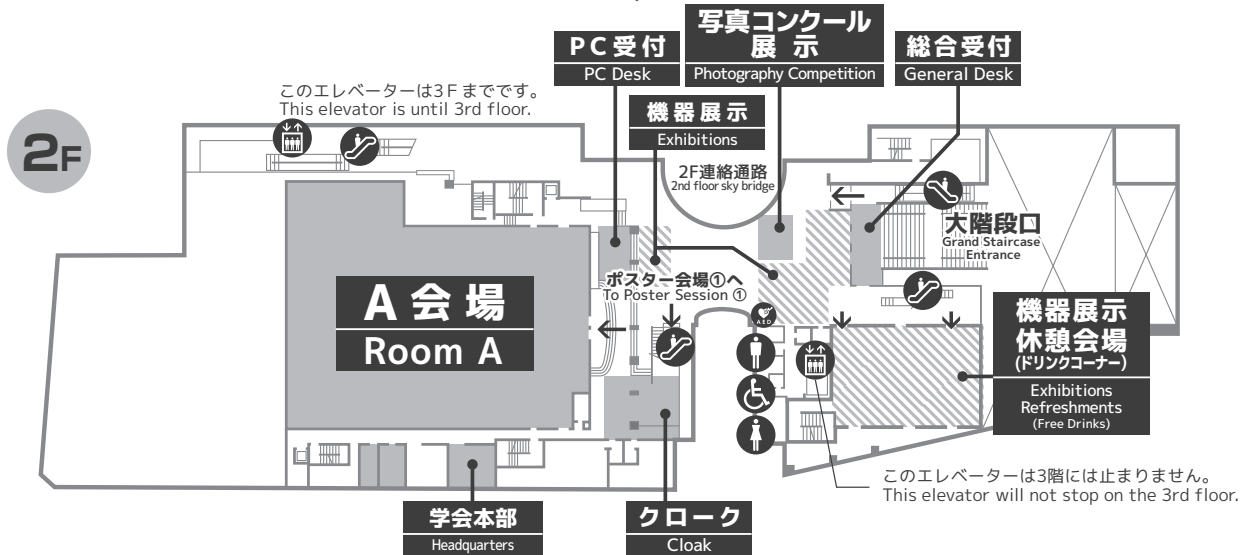 写真コンクール
展示
Photography Competition
PC受付
PC Desk
総合受付
General Desk
このエレベーターは3Fまでです。
This elevator is until 3rd floor.
機器展示
Exhibitions
2F
2F連絡通路
2nd floor sky bridge
大階段口
Grand Staircase
Entrance
ポスター会場①へ
To Poster Session ①
A会場
Room A
AED
機器展示
休憩会場
(ドリンクコーナー)
Exhibitions
Refreshments
(Free Drinks)
このエレベーターは3階には止まりません。
This elevator will not stop on the 3rd floor.
学会本部
Headquarters
クローク
Cloak